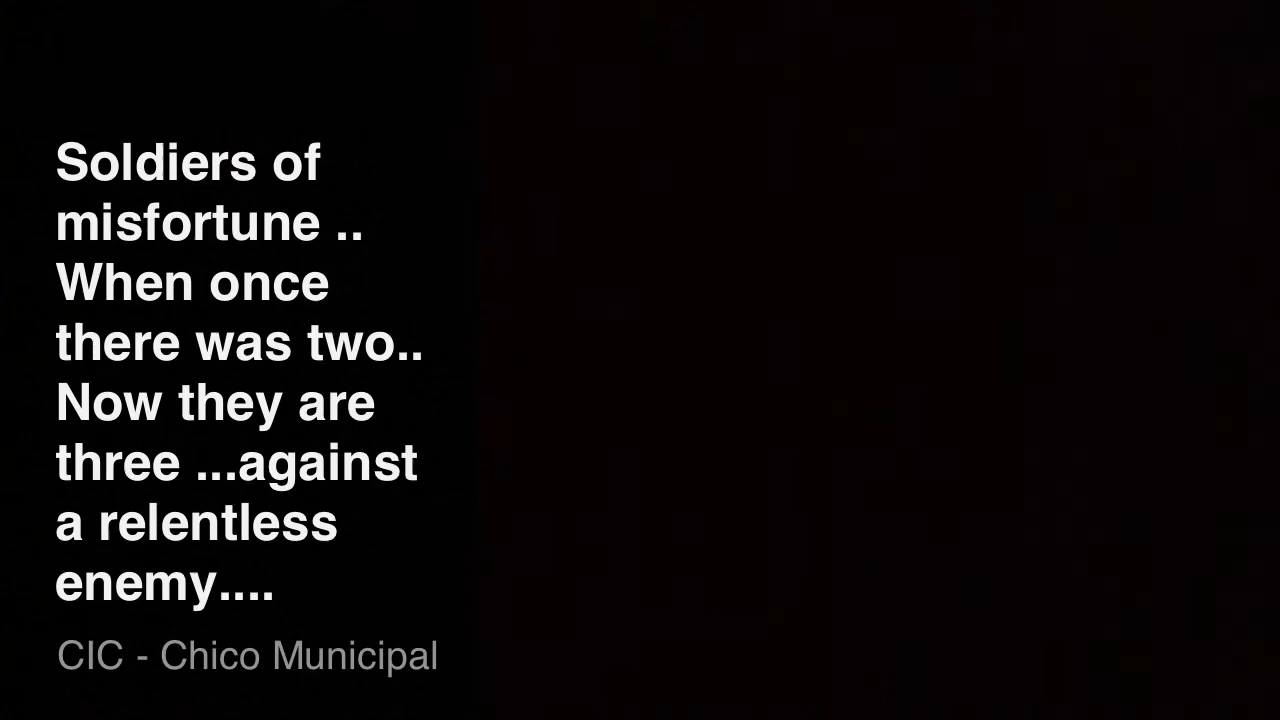 Soldiers of
misfortune ..
When once
there was two..
Now they are
three ...against
a relentless
enemy....
CIC - Chico Municipal